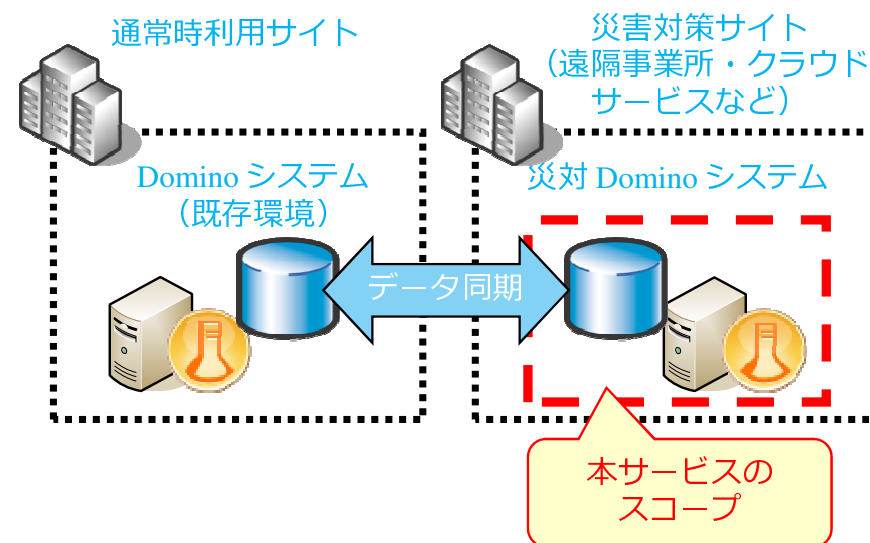 通常時利用サイト
災害対策サイト
（遠隔事業所・クラウド
サービスなど）
Domino システム
（既存環境）
災対 Domino システム
データ同期
本サービスの
スコープ